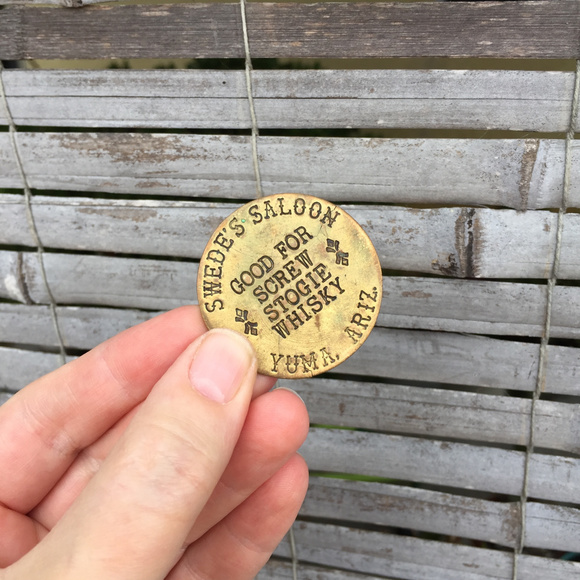 SWEDE'S SALOON
GOOD FOR
SCREW
STOGIE
WHISKY
YUMA, ARIZ.